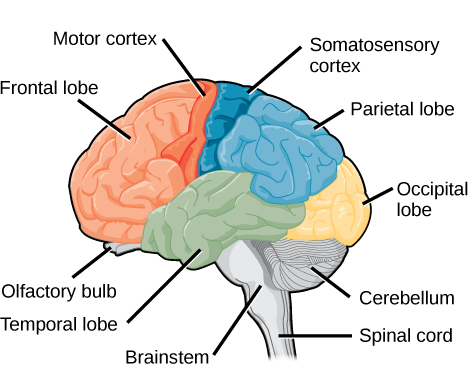 Motor cortex
Somatosensory
cortex
Frontal lobe
Parietal lobe
Occipital
lobe
Olfactory bulb
Cerebellum
Temporal lobe
Spinal cord
Brainstem